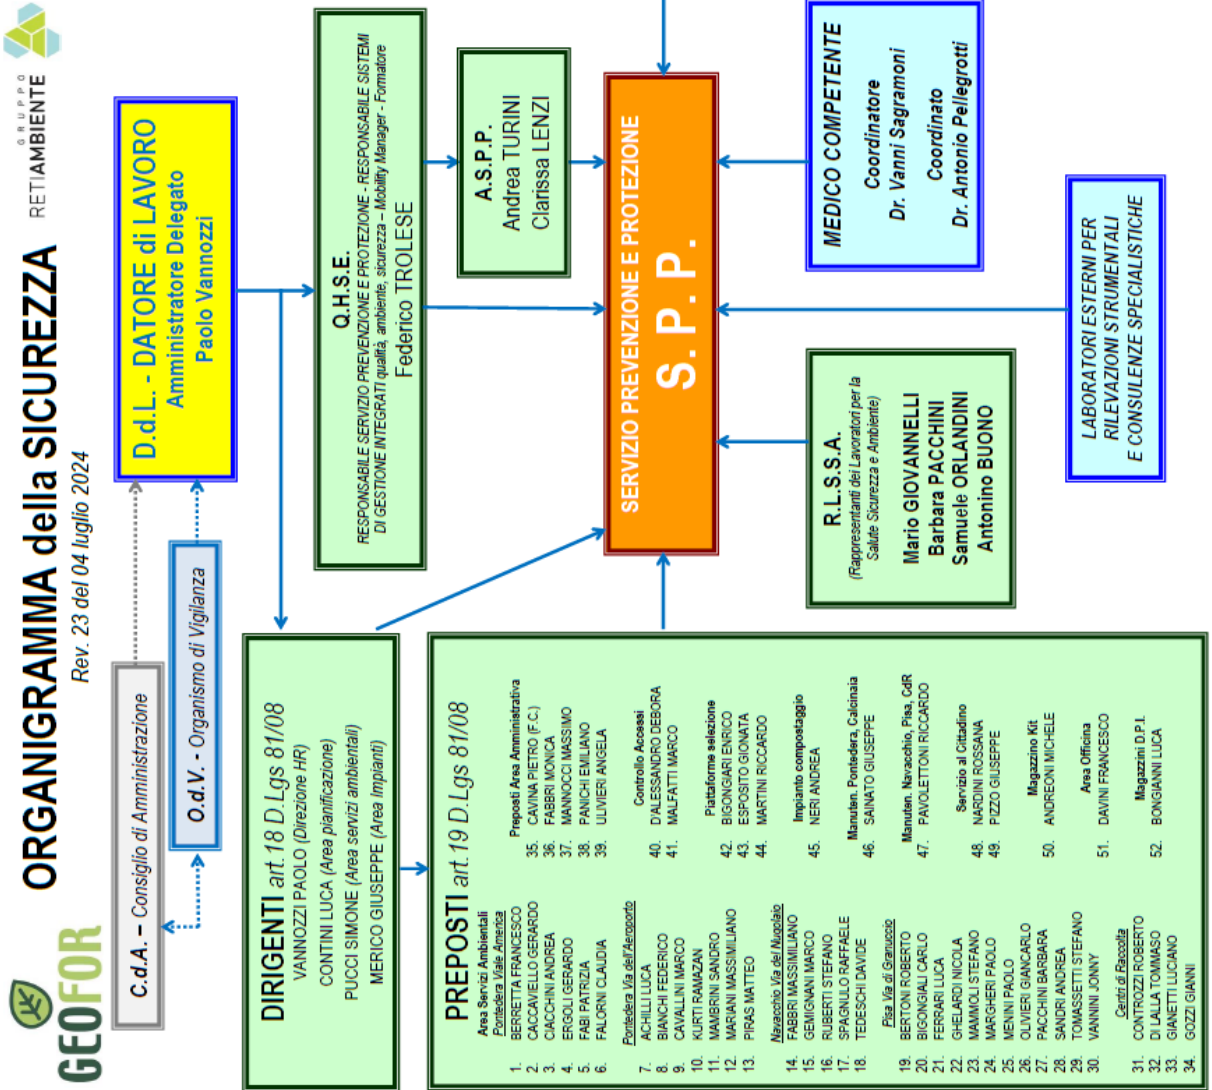 GEOFOR
ORGANIGRAMMA della SICUREZZA
Rev. 23 del 04 luglio 2024
GRUPPO
RETIAMBIENTE
C.d.A. – Consiglio di Amministrazione
O.d.V. - Organismo di Vigilanza
D.d.L. - DATORE di LAVORO
Amministratore Delegato
Paolo Vannozzi
DIRIGENTI art.18 D.Lgs 81/08
VANNOZZI PAOLO (Direzione HR)
CONTINI LUCA (Area pianificazione)
PUCCI SIMONE (Area servizi ambientali)
MERICO GIUSEPPE (Area Impianti)
Q.H.S.E.
RESPONSABILE SERVIZIO PREVENZIONE E PROTEZIONE - RESPONSABILE SISTEMI
DI GESTIONE INTEGRATI qualità, ambiente, sicurezza – Mobility Manager - Formatore
Federico TROLESE
A.S.P.P.
Andrea TURINI
Clarissa LENZI
PREPOSTI art.19 D.Lgs 81/08
Area Servizi Ambientali
Pontedera Viale America
1. BERRETTA FRANCESCO
2. CACCAVIELLO GERARDO
3. CIACCHINI ANDREA
4. ERGOLI GERARDO
5. FABI PATRIZIA
6. FALORNI CLAUDIA
Pontedera Via dell'Aeroporto
7. ACHILLI LUCA
8. BIANCHI FEDERICO
9. CAVALLINI MARCO
10. KURTI RAMAZAN
11. MAMBRINI SANDRO
12. MARIANI MASSIMILIANO
13. PIRAS MATTEO
Navacchio Via del Nugolaio
14. FABBRI MASSIMILIANO
15. GEMIGNANI MARCO
16. RUBERTI STEFANO
17. SPAGNULO RAFFAELE
18. TEDESCHI DAVIDE
Pisa Via di Granuccio
19. BERTONI ROBERTO
20. BIGONGIALI CARLO
21. FERRARI LUCA
22. GHELARDI NICOLA
23. MAMMOLI STEFANO
24. MARGHERI PAOLO
25. MENINI PAOLO
26. OLIVIERI GIANCARLO
27. PACCHINI BARBARA
28. SANDRI ANDREA
29. TOMASSETTI STEFANO
30. VANNINI JONNY
Centri di Raccolta
31. CONTROZZI ROBERTO
32. DI LALLA TOMMASO
33. GIANETTI LUCIANO
34. GOZZI GIANNI
Preposti Area Amministrativa
35. CAVINA PIETRO (F.C.)
36. FABBRI MONICA
37. MANNOCCI MASSIMO
38. PANICHI EMILIANO
39. ULIVIERI ANGELA
Controllo Accessi
40. D'ALESSANDRO DEBORA
41. MALFATTI MARCO
Piattaforme selezione
42. BIGONGIARI ENRICO
43. ESPOSITO GIONATA
44. MARTINI RICCARDO
Impianto compostaggio
45. NERI ANDREA
Manuten. Pontedera, Calcinaia
46. SAINATO GIUSEPPE
Manuten. Navacchio, Pisa, CdR
47. PAVOLETTONI RICCARDO
Servizio al Cittadino
48. NARDINI ROSSANA
49. PIZZO GIUSEPPE
Magazzino Kit
50. ANDREONI MICHELE
Area Officina
51. DAVINI FRANCESCO
Magazzini D.P.I.
52. BONGIANNI LUCA
SERVIZIO PREVENZIONE E PROTEZIONE
S. P. P.
R.L.S.S.A.
(Rappresentanti dei Lavoratori per la
Salute Sicurezza e Ambiente)
Mario GIOVANNELLI
Barbara PACCHINI
Samuele ORLANDINI
Antonino BUONO
MEDICO COMPETENTE
Coordinatore
Dr. Vanni Sagramoni
Coordinato
Dr. Antonio Pellegrotti
LABORATORI ESTERNI PER
RILEVAZIONI STRUMENTALI
E CONSULENZE SPECIALISTICHE